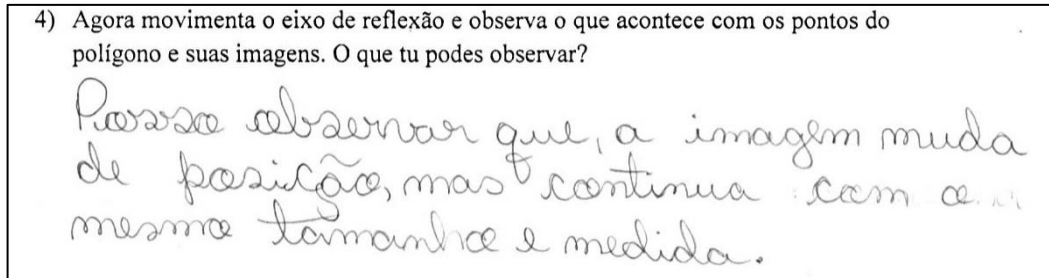 4) Agora movimenta o eixo de reflexão e observa o que acontece com os pontos do
polígono e suas imagens. O que tu podes observar?
Posso observar que, a imagem muda
de posição, mas continua com o
mesmo tamanho e medida.